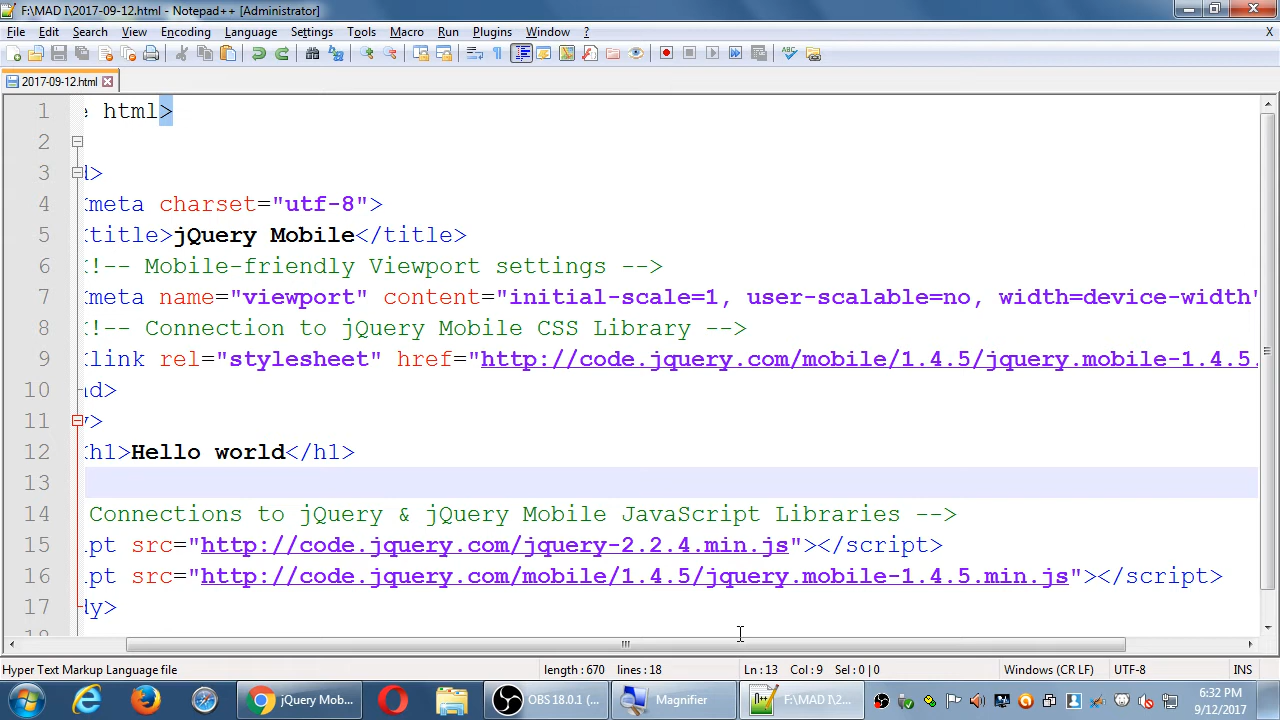 F:\MAD I\2017-09-12.html - Notepad++ [Administrator]
File Edit Search View Encoding Language Settings Tools Macro Run Plugins Window ? X
2017-09-12.html
1 e html>
2
3 d>
4 <meta charset="utf-8">
5 <title>jQuery Mobile</title>
6 <!-- Mobile-friendly Viewport settings -->
7 <meta name="viewport" content="initial-scale=1, user-scalable=no, width=device-width"
8 <!-- Connection to jQuery Mobile CSS Library -->
9 <link rel="stylesheet" href="http://code.jquery.com/mobile/1.4.5/jquery.mobile-1.4.5.
10 ad>
11 y>
12 <h1>Hello world</h1>
13
14 Connections to jQuery & jQuery Mobile JavaScript Libraries -->
15 ipt src="http://code.jquery.com/jquery-2.2.4.min.js"></script>
16 ipt src="http://code.jquery.com/mobile/1.4.5/jquery.mobile-1.4.5.min.js"></script>
17 dy>
Hyper Text Markup Language file length : 670 lines : 18 Ln : 13 Col : 9 Sel : 0 | 0 Windows (CR LF) UTF-8 INS
jQuery Mob... OBS 18.0.1 (... Magnifier F:\MAD I\2... 6:32 PM
9/12/2017